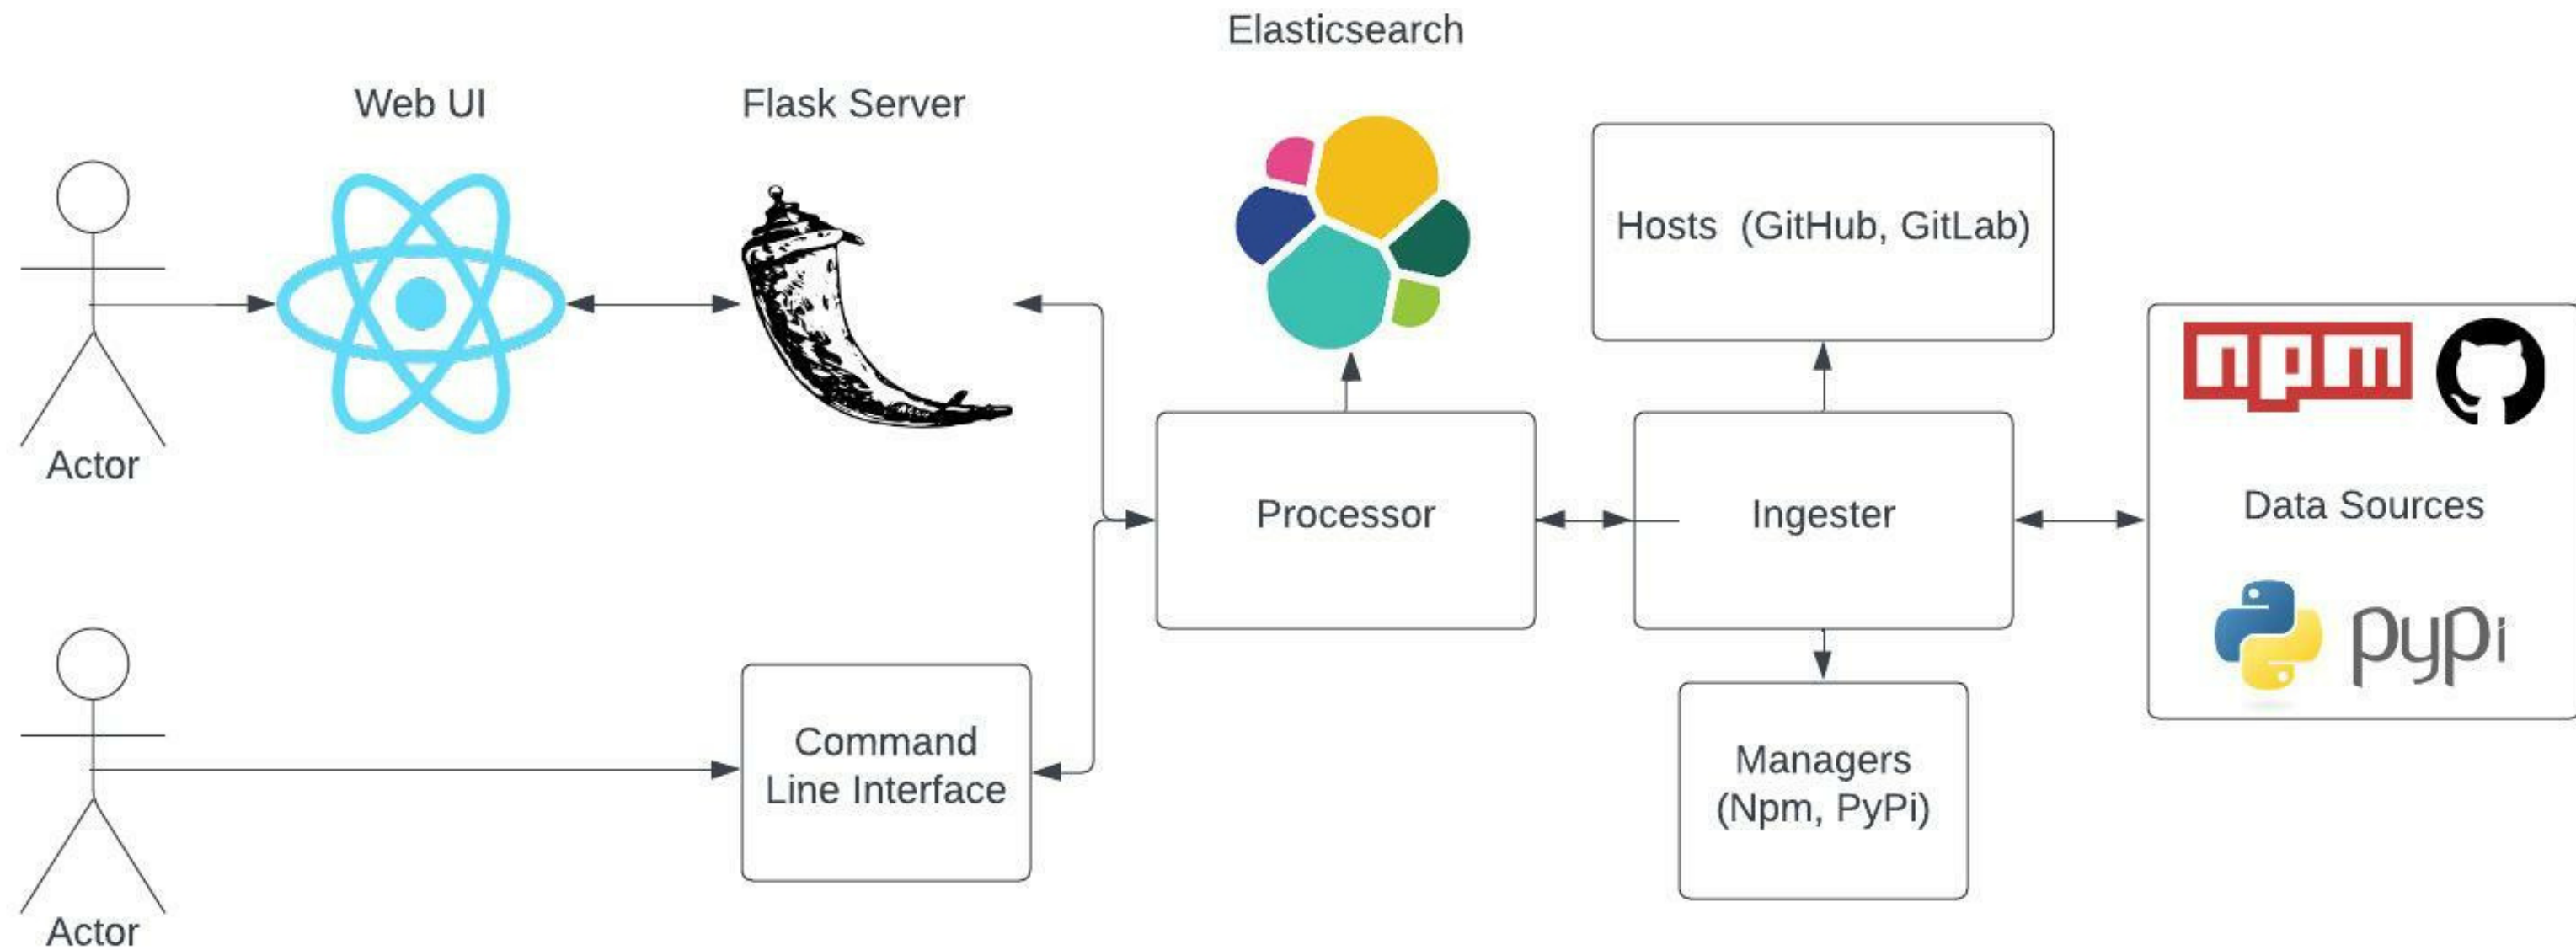 Elasticsearch
Web UI
Flask Server
Hosts (GitHub, GitLab)
npm
Actor
Processor
Ingester
Data Sources
pypi
Command
Line Interface
Managers
(Npm, PyPi)
Actor